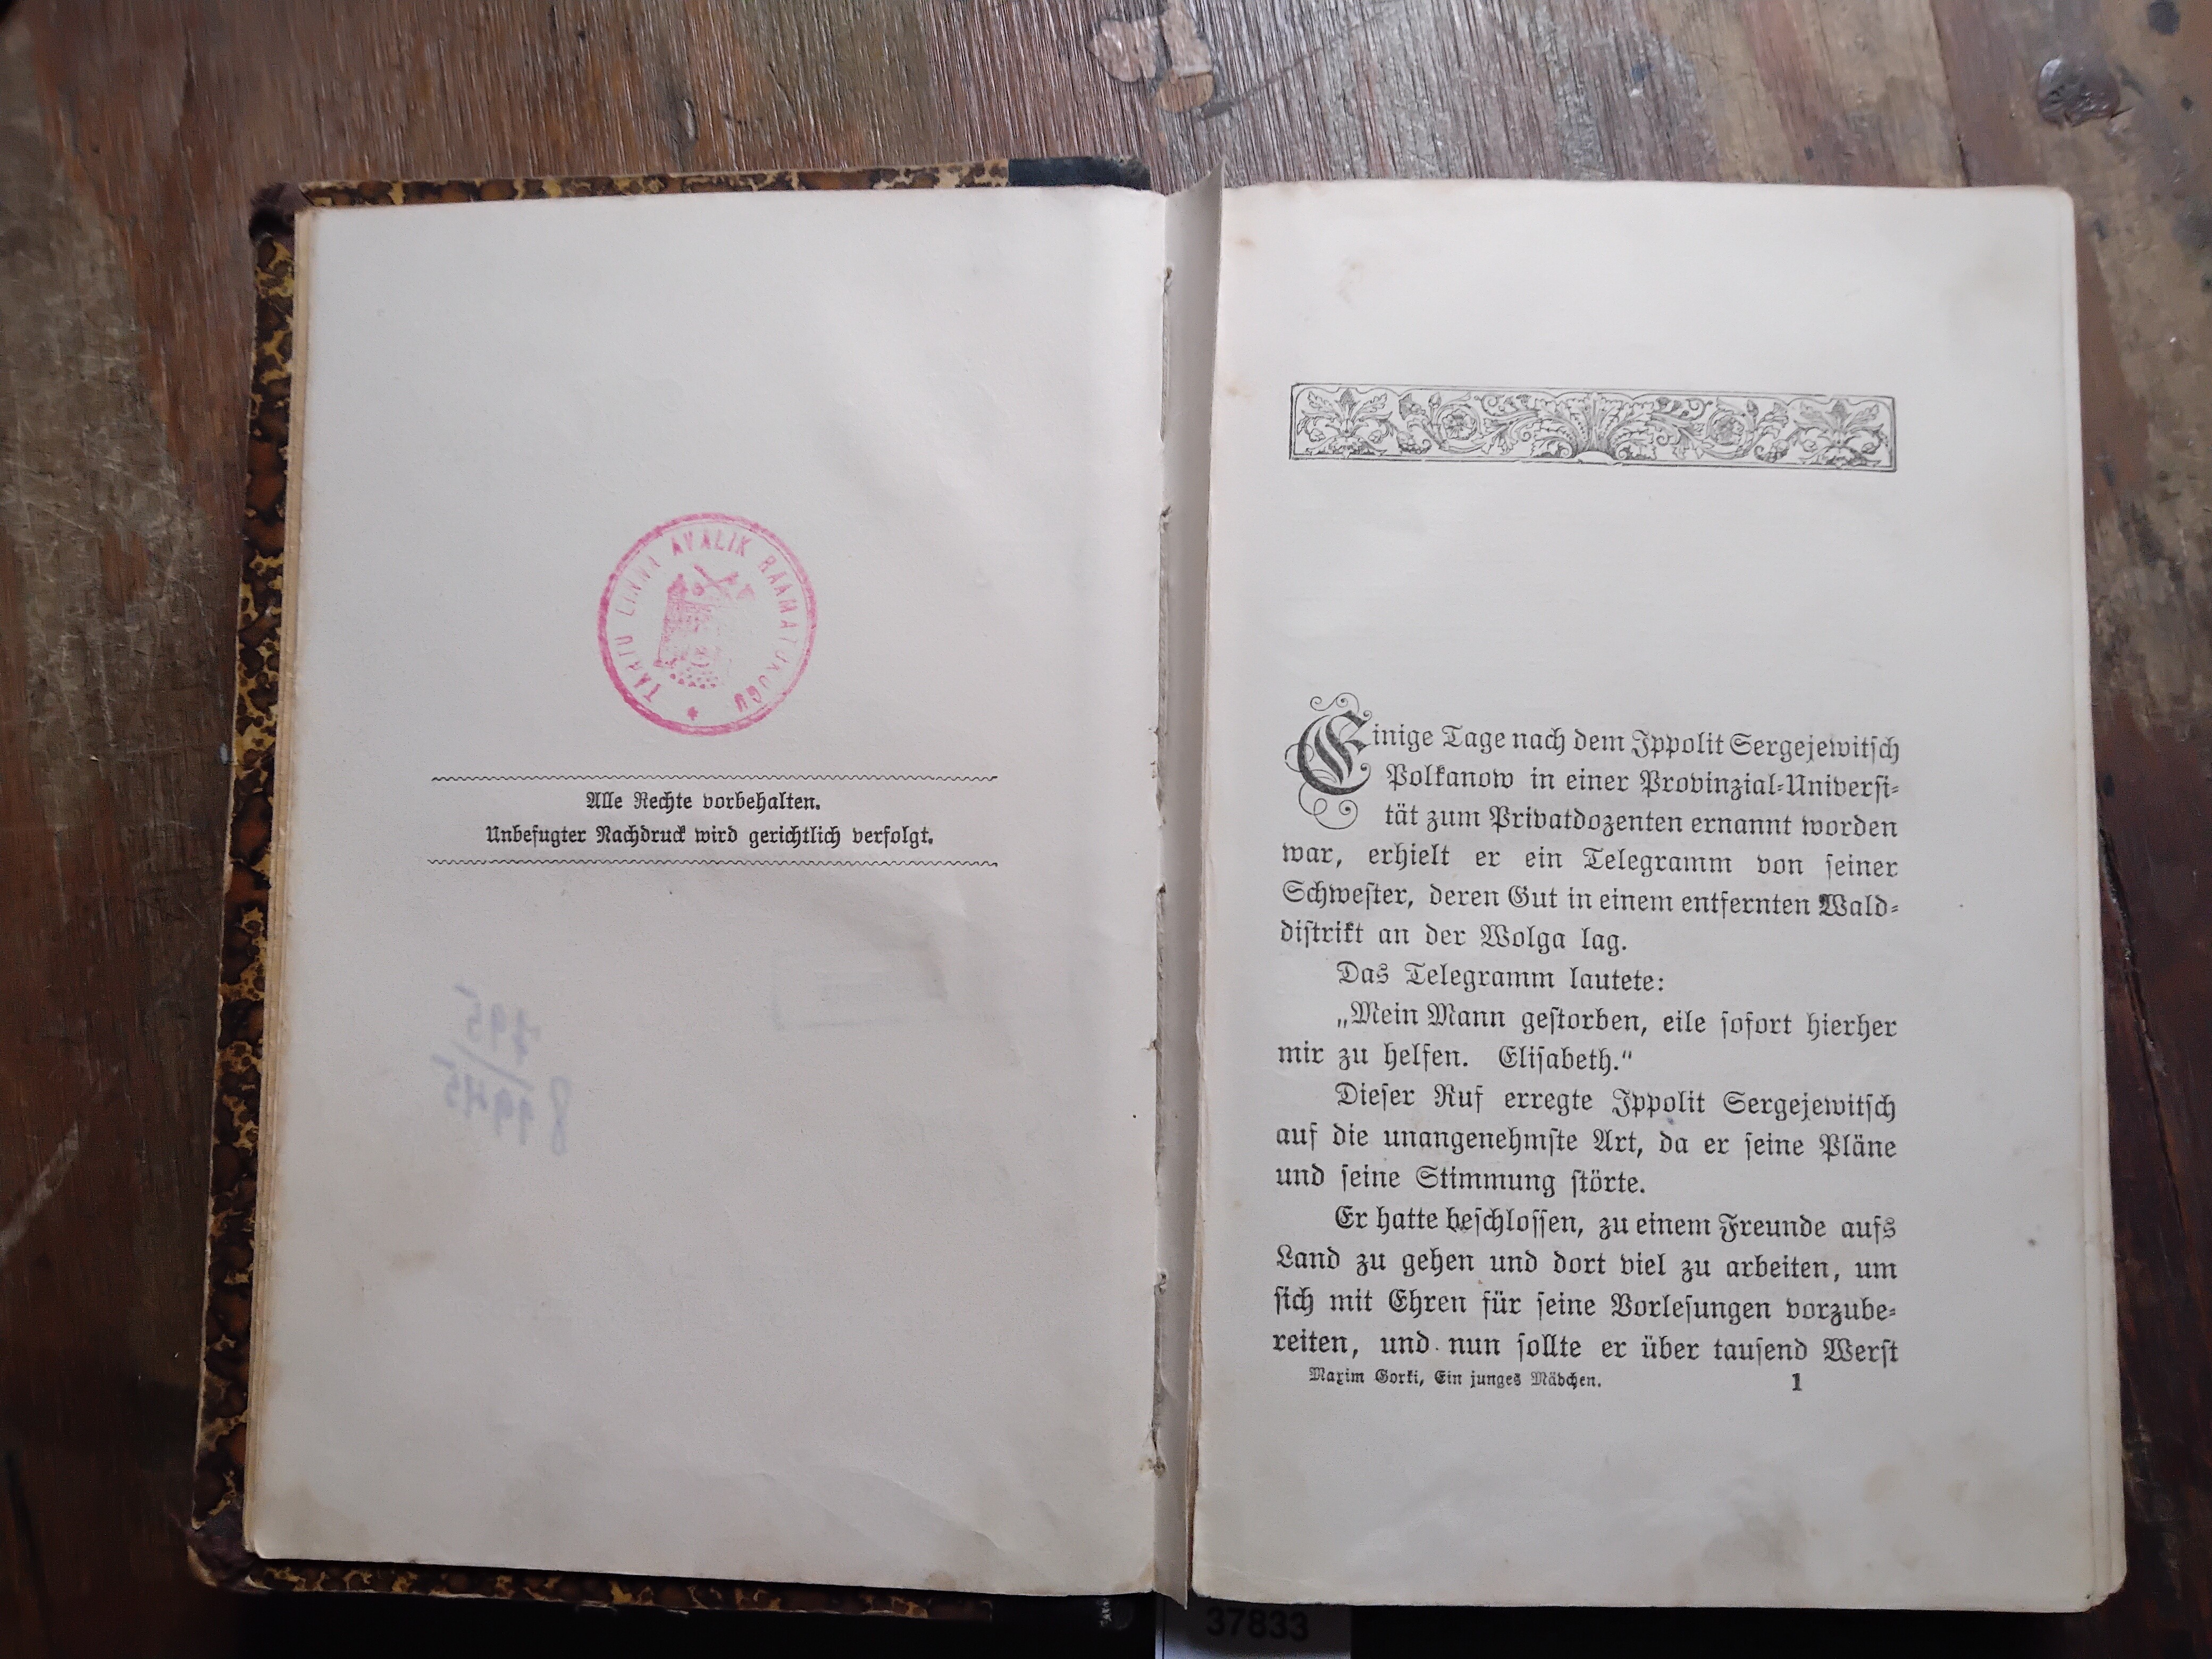 TARTU LINNA AVALIK RAAMATUKOGU
Alle Rechte vorbehalten.
Unbefugter Nachdruck wird gerichtlich verfolgt.
Einige Tage nach dem Ippolit Sergejewitsch
Polkanow in einer Provinzial-Universi-
tät zum Privatdozenten ernannt worden
war, erhielt er ein Telegramm von seiner
Schwester, deren Gut in einem entfernten Wald-
distrikt an der Wolga lag.
Das Telegramm lautete:
„Mein Mann gestorben, eile sofort hierher
mir zu helfen. Elisabeth.“
Dieser Ruf erregte Ippolit Sergejewitsch
auf die unangenehmste Art, da er seine Pläne
und seine Stimmung störte.
Er hatte beschlossen, zu einem Freunde aufs
Land zu gehen und dort viel zu arbeiten, um
sich mit Ehren für seine Vorlesungen vorzube-
reiten, und nun sollte er über tausend Werst
Maxim Gorki, Ein junges Mädchen. 1
37833